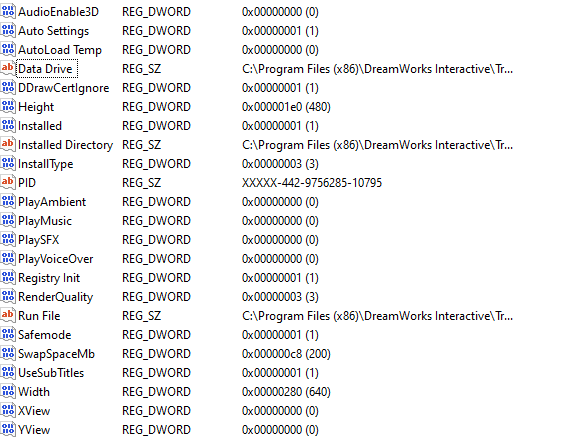 AudioEnable3D REG_DWORD 0x00000000 (0)
Auto Settings REG_DWORD 0x00000001 (1)
AutoLoad Temp REG_DWORD 0x00000000 (0)
Data Drive REG_SZ C:\Program Files (x86)\DreamWorks Interactive\Tr...
DDrawCertIgnore REG_DWORD 0x00000001 (1)
Height REG_DWORD 0x000001e0 (480)
Installed REG_DWORD 0x00000001 (1)
Installed Directory REG_SZ C:\Program Files (x86)\DreamWorks Interactive\Tr...
InstallType REG_DWORD 0x00000003 (3)
PID REG_SZ XXXXX-442-9756285-10795
PlayAmbient REG_DWORD 0x00000000 (0)
PlayMusic REG_DWORD 0x00000000 (0)
PlaySFX REG_DWORD 0x00000000 (0)
PlayVoiceOver REG_DWORD 0x00000000 (0)
Registry Init REG_DWORD 0x00000001 (1)
RenderQuality REG_DWORD 0x00000003 (3)
Run File REG_SZ C:\Program Files (x86)\DreamWorks Interactive\Tr...
Safemode REG_DWORD 0x00000001 (1)
SwapSpaceMb REG_DWORD 0x000000c8 (200)
UseSubTitles REG_DWORD 0x00000001 (1)
Width REG_DWORD 0x00000280 (640)
XView REG_DWORD 0x00000000 (0)
YView REG_DWORD 0x00000000 (0)